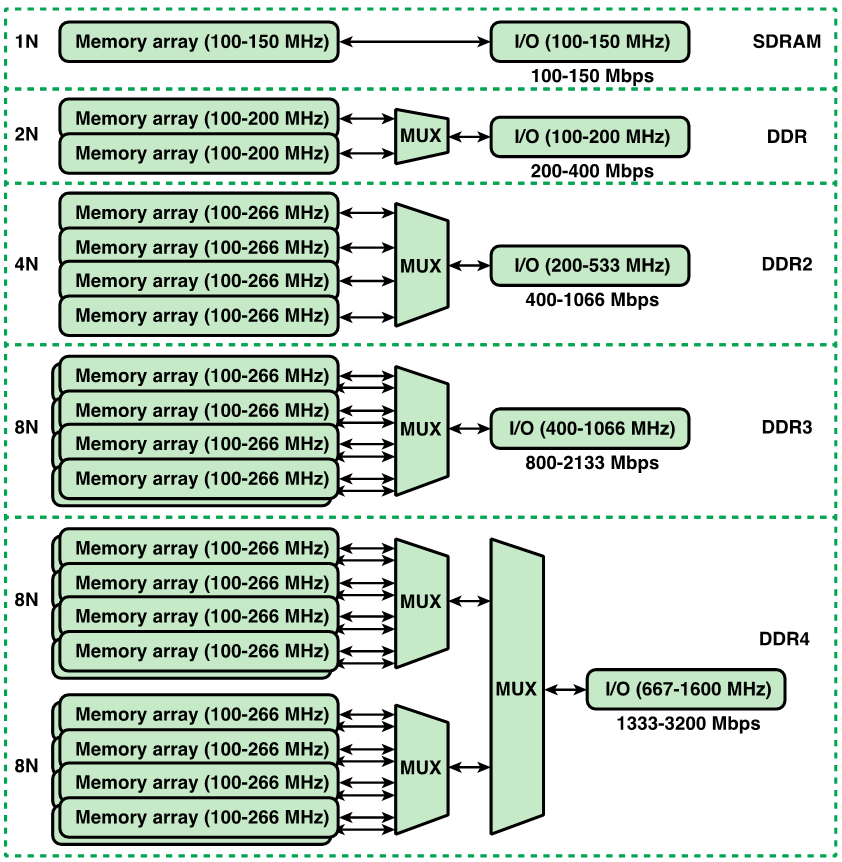 1N Memory array (100-150 MHz) I/O (100-150 MHz) SDRAM
100-150 Mbps
Memory array (100-200 MHz)
2N MUX I/O (100-200 MHz) DDR
Memory array (100-200 MHz)
200-400 Mbps
Memory array (100-266 MHz)
Memory array (100-266 MHz)
4N MUX I/O (200-533 MHz) DDR2
Memory array (100-266 MHz)
400-1066 Mbps
Memory array (100-266 MHz)
Memory array (100-266 MHz)
Memory array (100-266 MHz)
8N MUX I/O (400-1066 MHz) DDR3
Memory array (100-266 MHz)
800-2133 Mbps
Memory array (100-266 MHz)
Memory array (100-266 MHz)
Memory array (100-266 MHz)
8N MUX
Memory array (100-266 MHz)
DDR4
Memory array (100-266 MHz)
MUX I/O (667-1600 MHz)
Memory array (100-266 MHz)
1333-3200 Mbps
Memory array (100-266 MHz)
8N MUX
Memory array (100-266 MHz)
Memory array (100-266 MHz)